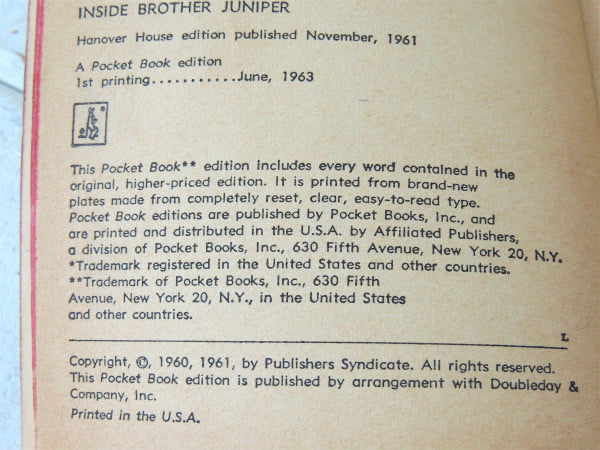 INSIDE BROTHER JUNIPER
Hanover House edition published November, 1961
A Pocket Book edition
1st printing...........June, 1963
This Pocket Book** edition includes every word contained in the
original, higher-priced edition. It is printed from brand-new
plates made from completely reset, clear, easy-to-read type.
Pocket Book editions are published by Pocket Books, Inc., and
are printed and distributed in the U.S.A. by Affiliated Publishers,
a division of Pocket Books, Inc., 630 Fifth Avenue, New York 20, N.Y.
*Trademark registered in the United States and other countries.
**Trademark of Pocket Books, Inc., 630 Fifth
Avenue, New York 20, N.Y., in the United States
and other countries.
L
Copyright, ©, 1960, 1961, by Publishers Syndicate. All rights reserved.
This Pocket Book edition is published by arrangement with Doubleday &
Company, Inc.
Printed in the U.S.A.